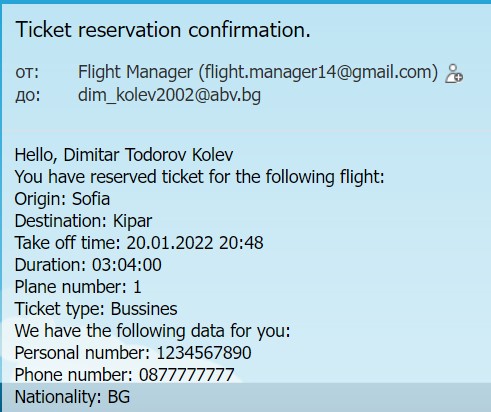 Ticket reservation confirmation.
от: Flight Manager (flight.manager14@gmail.com)
до: dim_kolev2002@abv.bg
Hello, Dimitar Todorov Kolev
You have reserved ticket for the following flight:
Origin: Sofia
Destination: Kipar
Take off time: 20.01.2022 20:48
Duration: 03:04:00
Plane number: 1
Ticket type: Bussines
We have the following data for you:
Personal number: 1234567890
Phone number: 0877777777
Nationality: BG